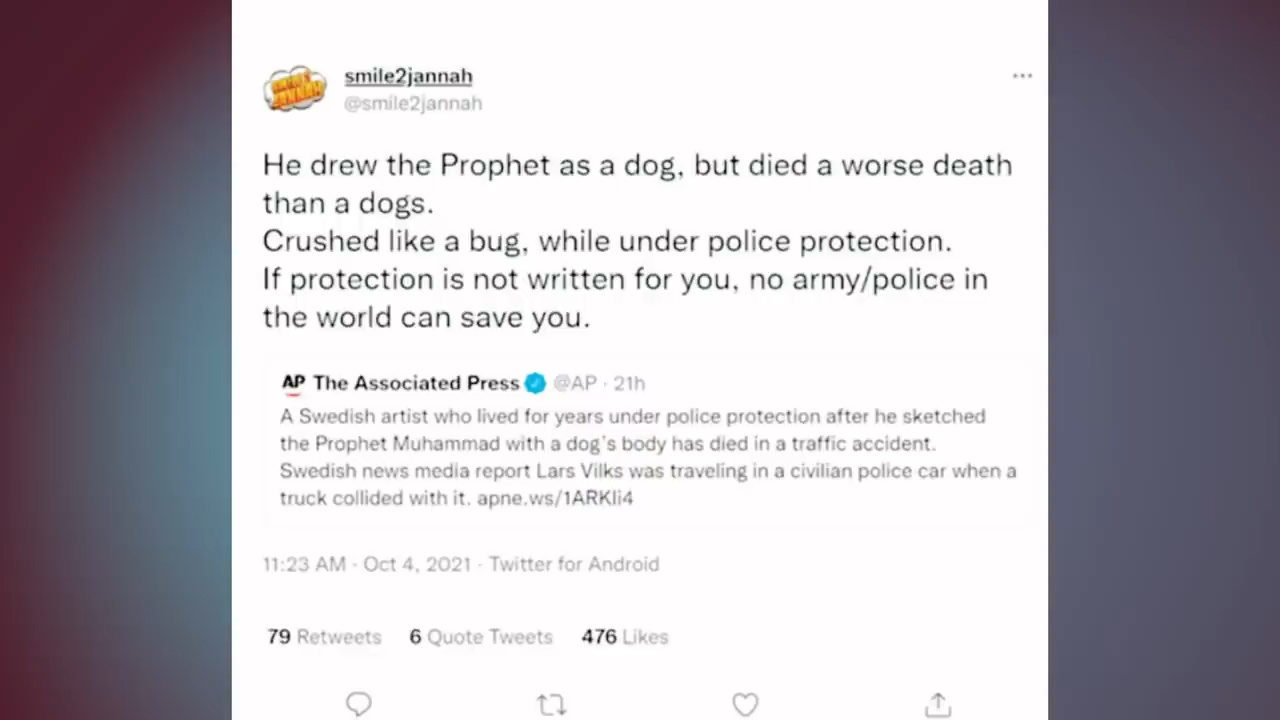 smile2jannah
@smile2jannah
He drew the Prophet as a dog, but died a worse death
than a dogs.
Crushed like a bug, while under police protection.
If protection is not written for you, no army/police in
the world can save you.
AP The Associated Press @AP · 21h
A Swedish artist who lived for years under police protection after he sketched
the Prophet Muhammad with a dog's body has died in a traffic accident.
Swedish news media report Lars Vilks was traveling in a civilian police car when a
truck collided with it. apne.ws/1ARKli4
11:23 AM · Oct 4, 2021 · Twitter for Android
79 Retweets 6 Quote Tweets 476 Likes